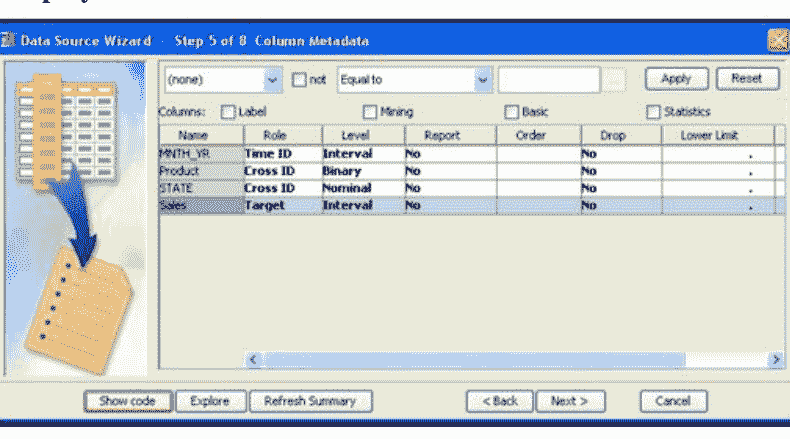 Data Source Wizard - Step 5 of 8 Column Metadata
(none) not Equal to Apply Reset
Columns: Label Mining Basic Statistics
Name Role Level Report Order Drop Lower Limit
MNTH_YR Time ID Interval No No .
Product Cross ID Binary No No .
STATE Cross ID Nominal No No .
Sales Target Interval No No .
Show code Explore Refresh Summary < Back Next > Cancel